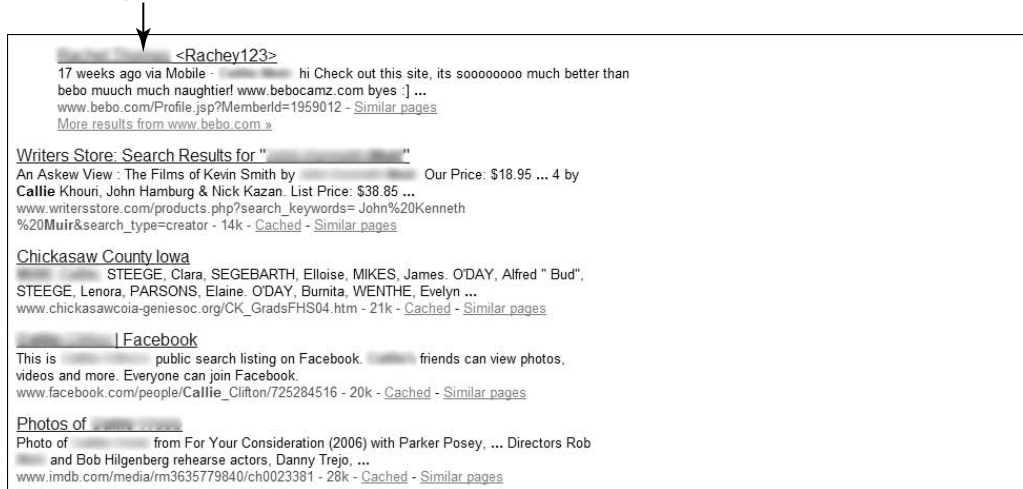 <Rachey123>
17 weeks ago via Mobile · hi Check out this site, its soooooooo much better than
bebo muuch much naughtier! www.bebocamz.com byes :] ...
www.bebo.com/Profile.jsp?MemberId=1959012 - Similar pages
More results from www.bebo.com »
Writers Store: Search Results for " "
An Askew View : The Films of Kevin Smith by Our Price: $18.95 ... 4 by
Callie Khouri, John Hamburg & Nick Kazan. List Price: $38.85 ...
www.writersstore.com/products.php?search_keywords= John%20Kenneth
%20Muir&search_type=creator - 14k - Cached - Similar pages
Chickasaw County Iowa
STEEGE, Clara, SEGEBARTH, Elloise, MIKES, James. O'DAY, Alfred " Bud",
STEEGE, Lenora, PARSONS, Elaine. O'DAY, Burnita, WENTHE, Evelyn ...
www.chickasawcoia-geniesoc.org/CK_GradsFHS04.htm - 21k - Cached - Similar pages
| Facebook
This is public search listing on Facebook. friends can view photos,
videos and more. Everyone can join Facebook.
www.facebook.com/people/Callie_Clifton/725284516 - 20k - Cached - Similar pages
Photos of
Photo of from For Your Consideration (2006) with Parker Posey, ... Directors Rob
and Bob Hilgenberg rehearse actors, Danny Trejo, ...
www.imdb.com/media/rm3635779840/ch0023381 - 28k - Cached - Similar pages